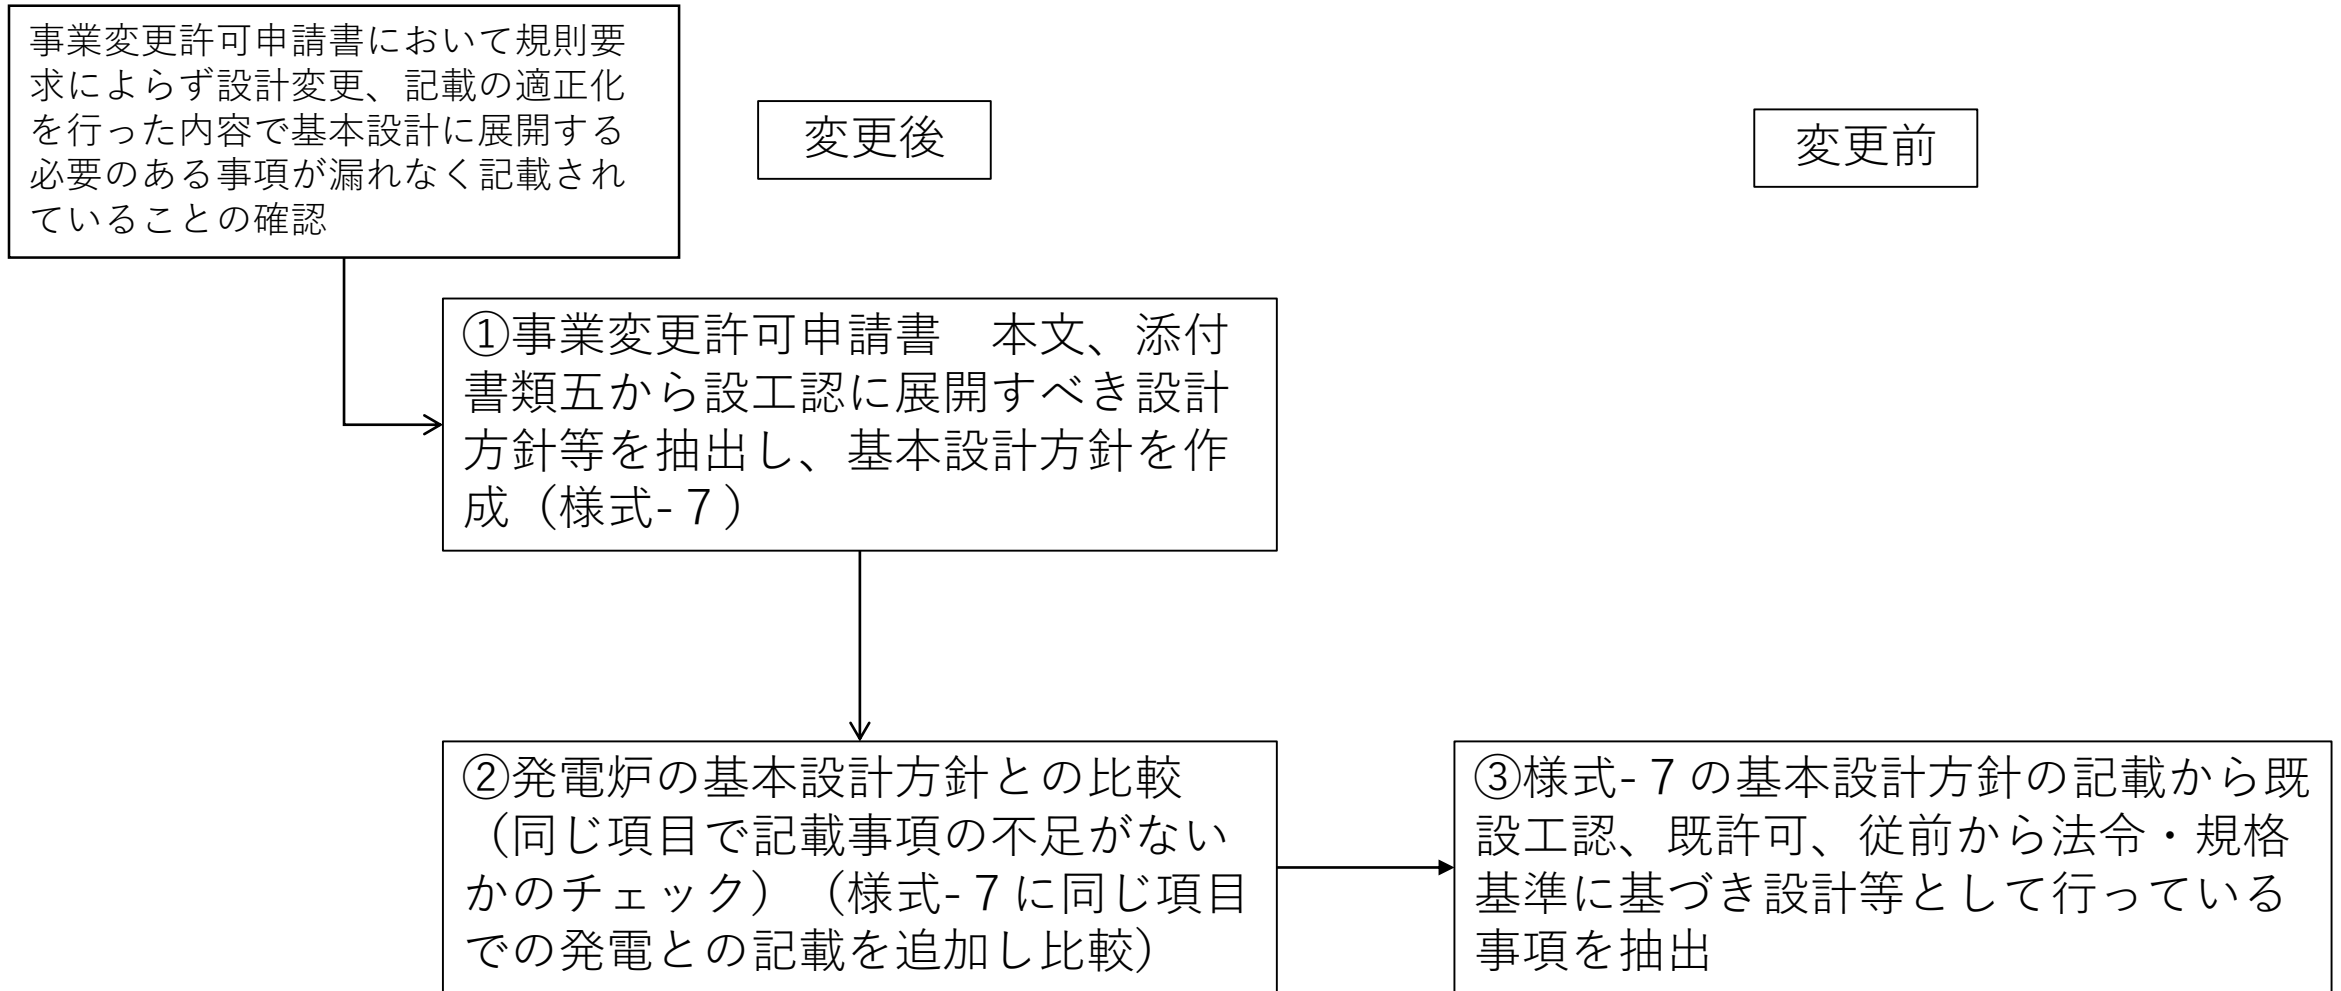 事業変更許可申請書において規則要
求によらず設計変更、記載の適正化
を行った内容で基本設計に展開する
必要のある事項が漏れなく記載され
ていることの確認
変更後
変更前
①事業変更許可申請書　本文、添付
書類五から設工認に展開すべき設計
方針等を抽出し、基本設計方針を作
成（様式-７）
②発電炉の基本設計方針との比較
（同じ項目で記載事項の不足がない
かのチェック）（様式-７に同じ項目
での発電との記載を追加し比較）
③様式-７の基本設計方針の記載から既
設工認、既許可、従前から法令・規格
基準に基づき設計等として行っている
事項を抽出